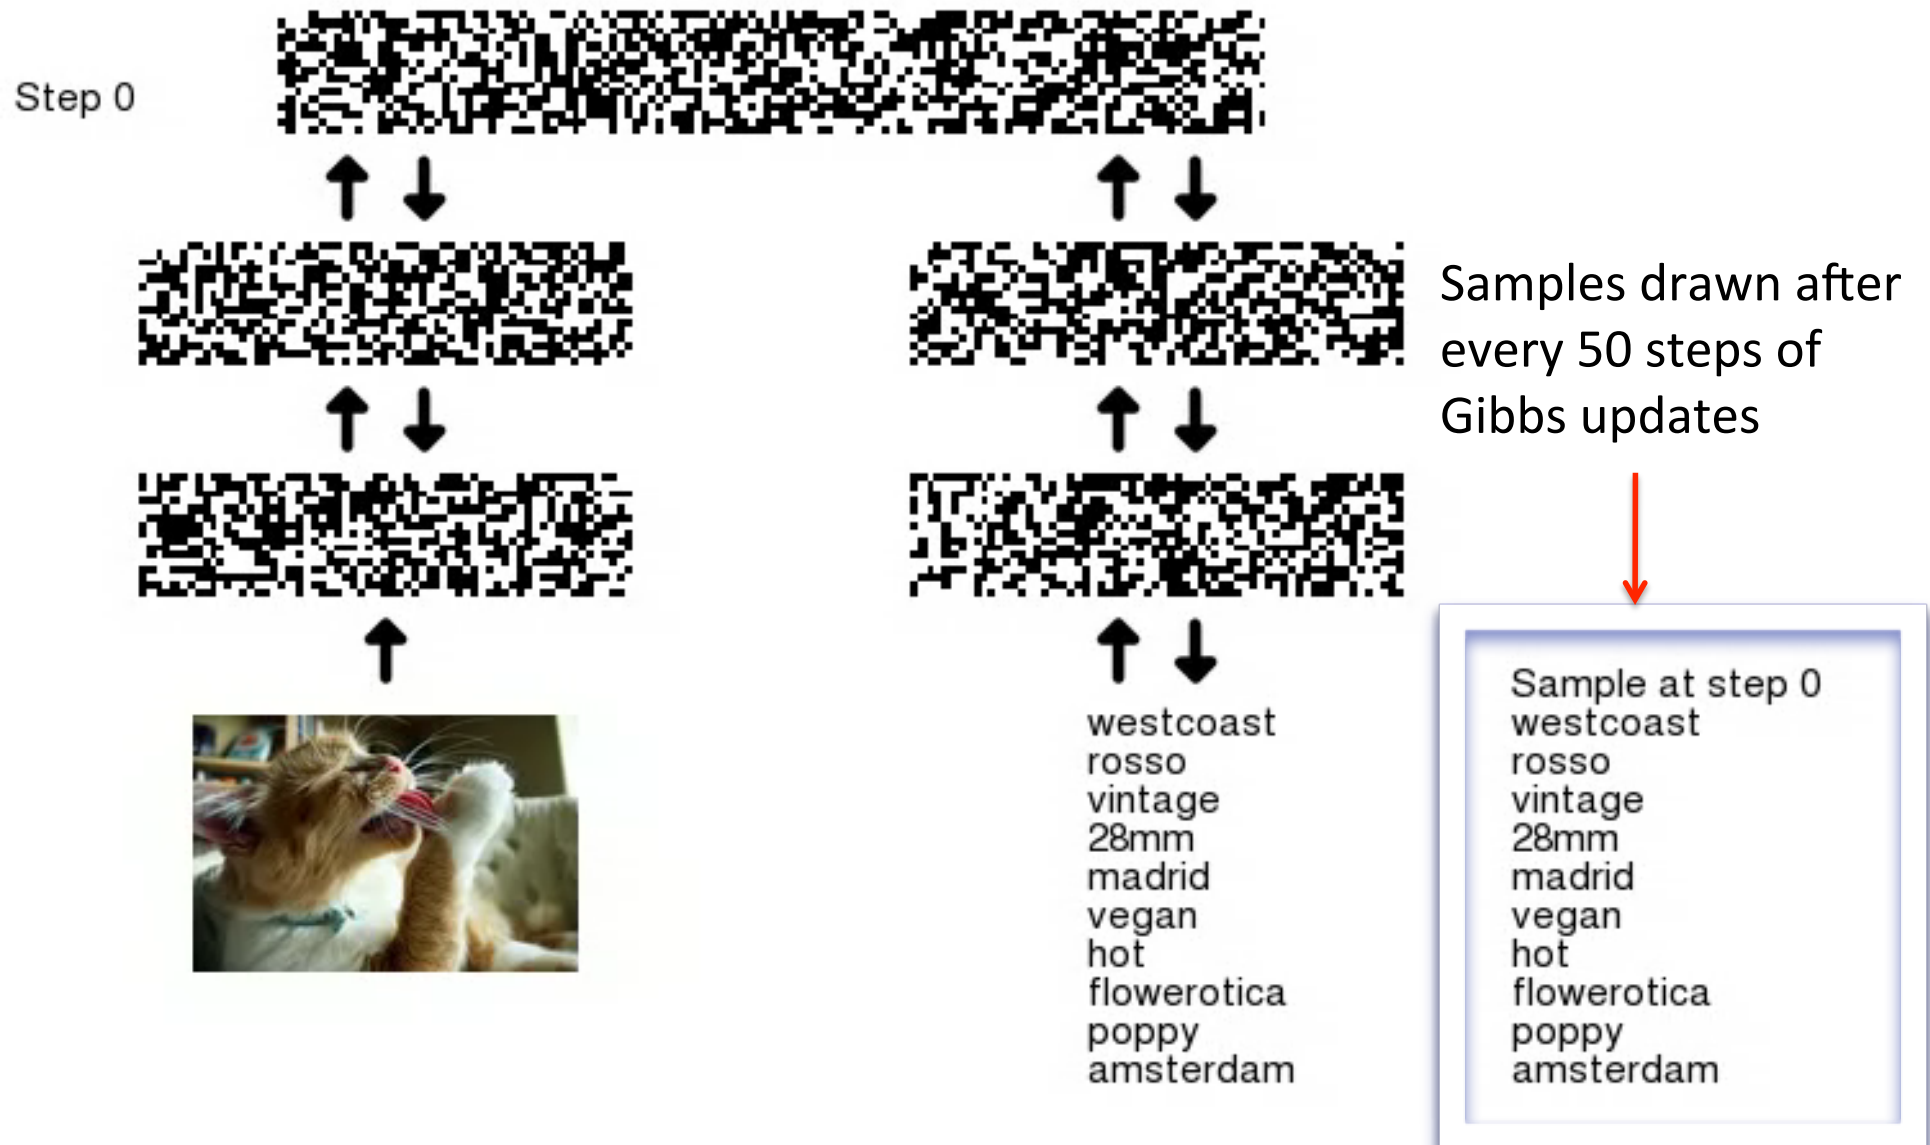 Step 0
Samples drawn after
every 50 steps of
Gibbs updates
westcoast
rosso
vintage
28mm
madrid
vegan
hot
flowerotica
poppy
amsterdam
Sample at step 0
westcoast
rosso
vintage
28mm
madrid
vegan
hot
flowerotica
poppy
amsterdam